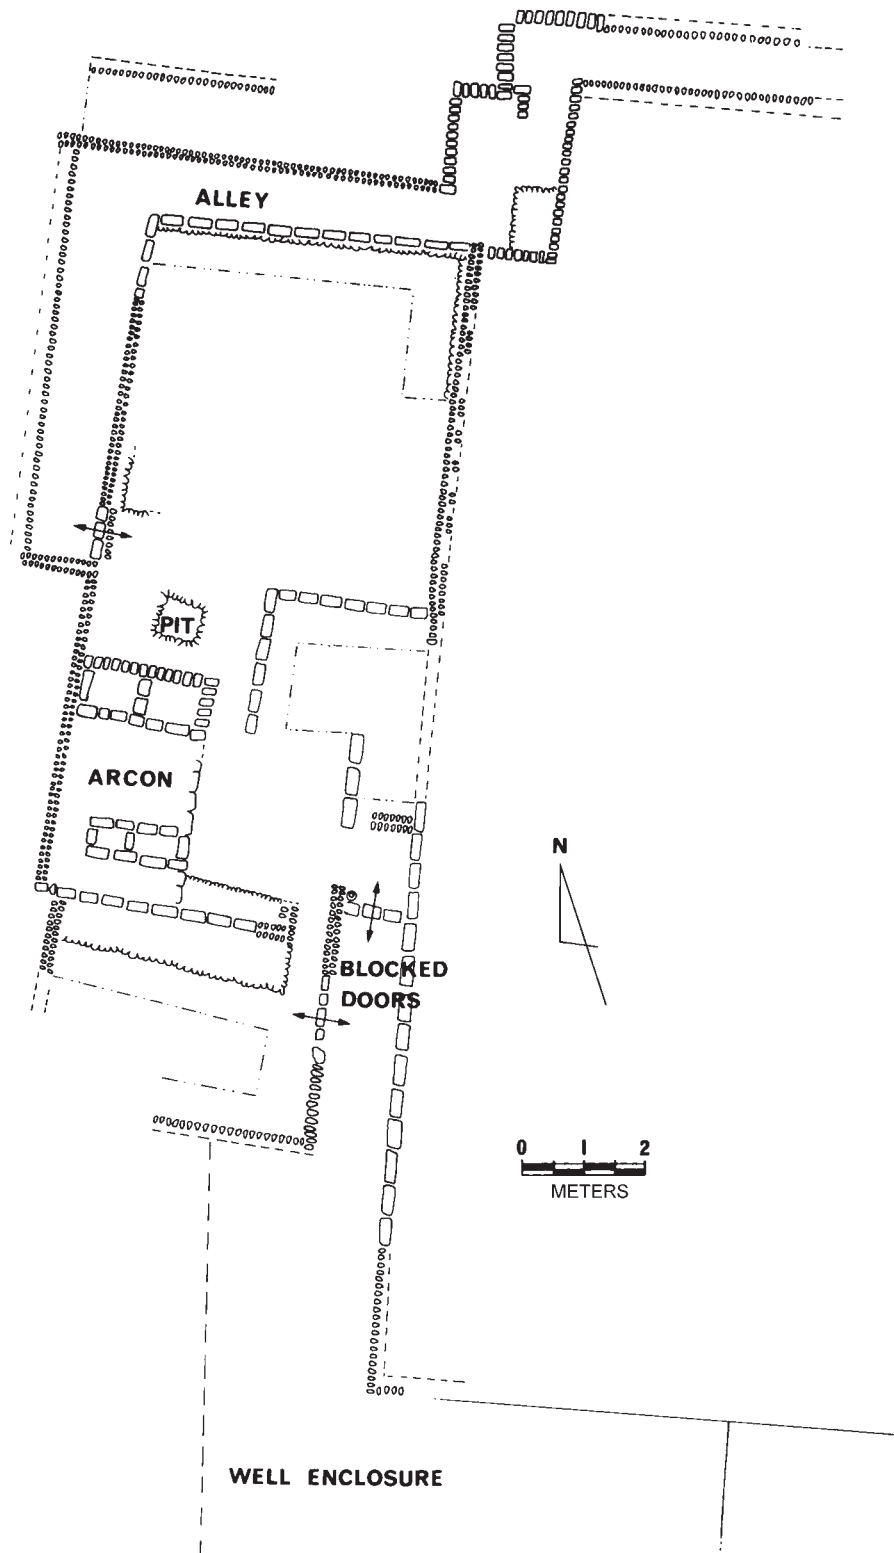 ALLEY
PIT
ARCON
N
BLOCKED
DOORS
0 1 2
METERS
WELL ENCLOSURE